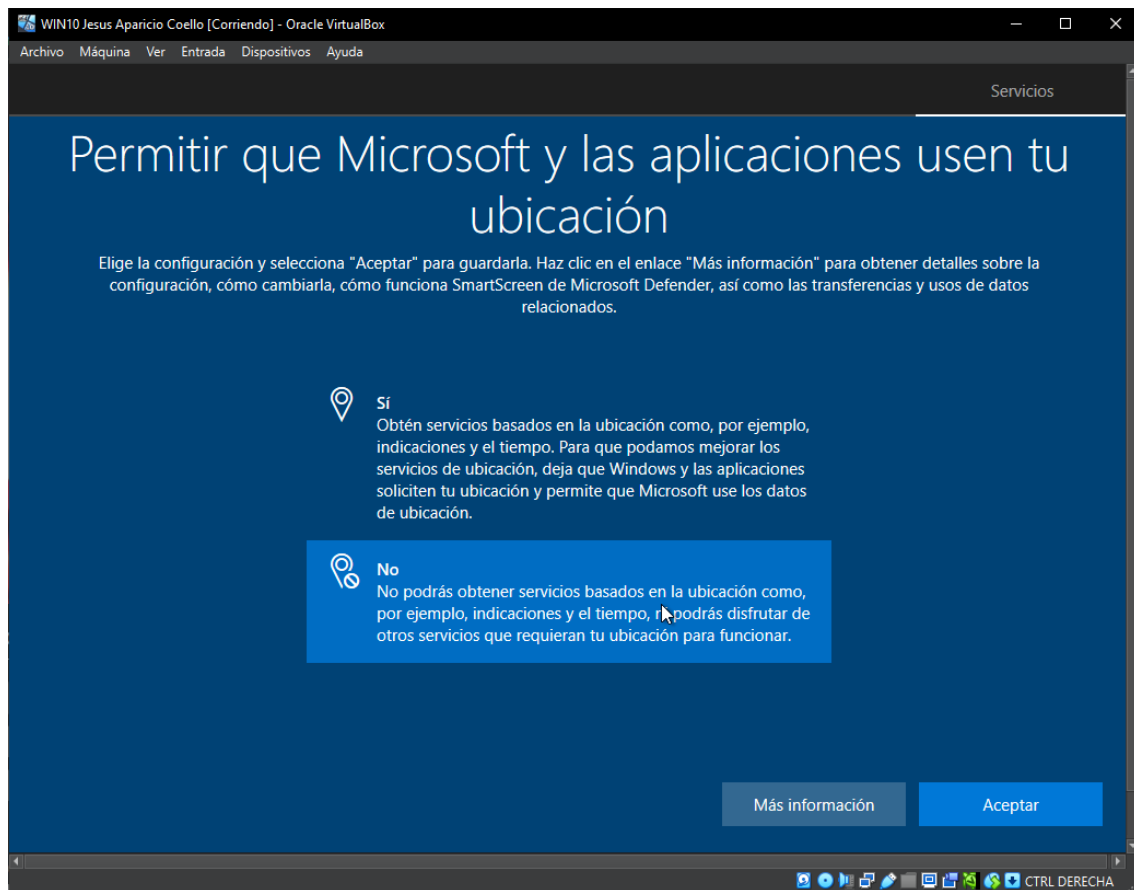 WIN10 Jesus Aparicio Coello [Corriendo] - Oracle VirtualBox
Archivo Máquina Ver Entrada Dispositivos Ayuda
Servicios
Permitir que Microsoft y las aplicaciones usen tu
ubicación
Elige la configuración y selecciona "Aceptar" para guardarla. Haz clic en el enlace "Más información" para obtener detalles sobre la
configuración, cómo cambiarla, cómo funciona SmartScreen de Microsoft Defender, así como las transferencias y usos de datos
relacionados.
Sí
Obtén servicios basados en la ubicación como, por ejemplo,
indicaciones y el tiempo. Para que podamos mejorar los
servicios de ubicación, deja que Windows y las aplicaciones
soliciten tu ubicación y permite que Microsoft use los datos
de ubicación.
No
No podrás obtener servicios basados en la ubicación como,
por ejemplo, indicaciones y el tiempo, ni podrás disfrutar de
otros servicios que requieran tu ubicación para funcionar.
Más información
Aceptar
CTRL DERECHA